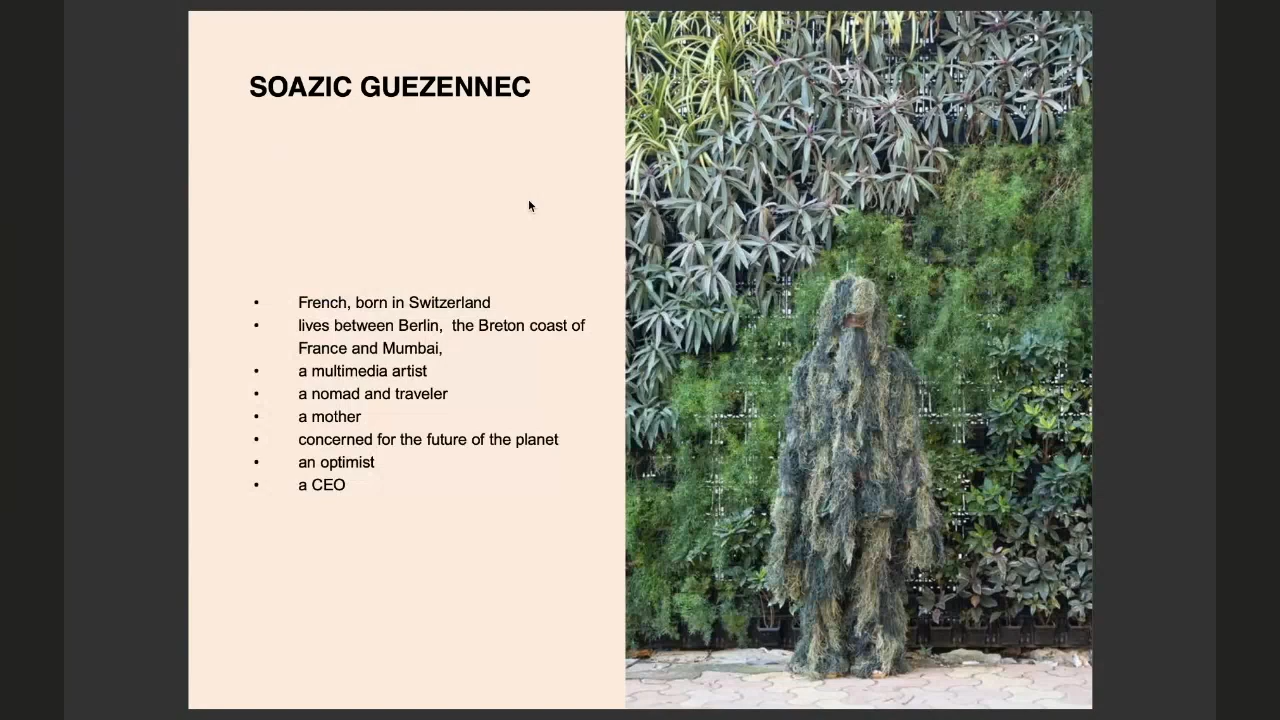 SOAZIC GUEZENNEC
• French, born in Switzerland
• lives between Berlin,  the Breton coast of
France and Mumbai,
• a multimedia artist
• a nomad and traveler
• a mother
• concerned for the future of the planet
• an optimist
• a CEO